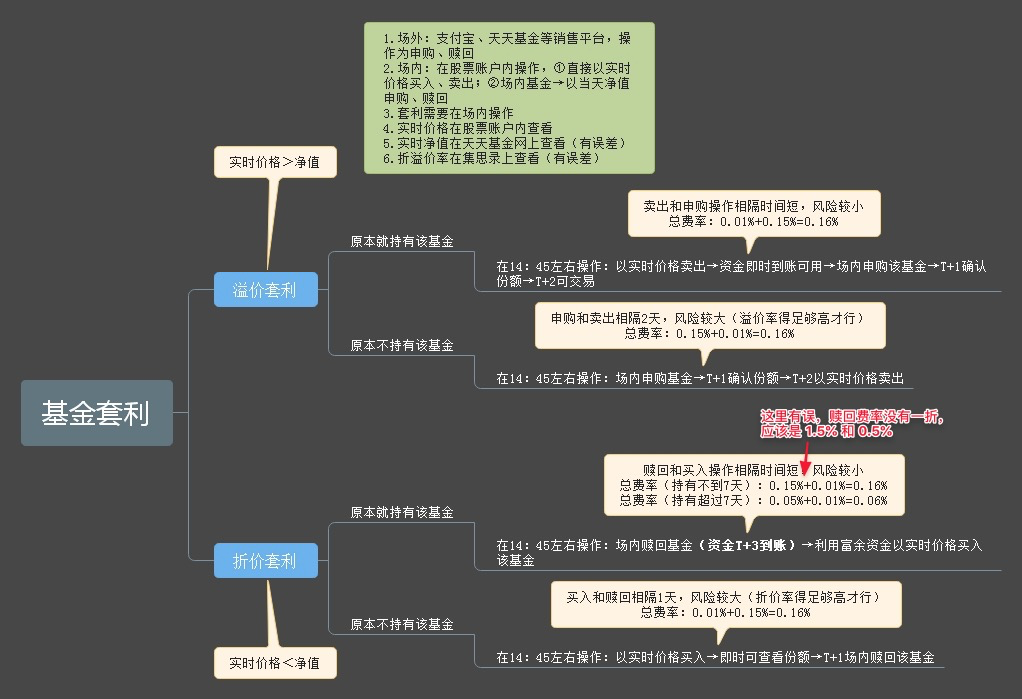 1.场外：支付宝、天天基金等销售平台，操
作为申购、赎回
2.场内：在股票账户内操作，①直接以实时
价格买入、卖出；②场内基金→以当天净值
申购、赎回
3.套利需要在场内操作
4.实时价格在股票账户内查看
5.实时净值在天天基金网上查看（有误差）
6.折溢价率在集思录上查看（有误差）
实时价格＞净值
卖出和申购操作相隔时间短，风险较小
总费率：0.01%+0.15%=0.16%
原本就持有该基金
在14：45左右操作：以实时价格卖出→资金即时到账可用→场内申购该基金→T+1确认
份额→T+2可交易
溢价套利
申购和卖出相隔2天，风险较大（溢价率得足够高才行）
总费率：0.15%+0.01%=0.16%
原本不持有该基金
在14：45左右操作：场内申购基金→T+1确认份额→T+2以实时价格卖出
基金套利
这里有误，赎回费率没有一折，
应该是 1.5% 和 0.5%
赎回和买入操作相隔时间短，风险较小
总费率（持有不到7天）：0.15%+0.01%=0.16%
总费率（持有超过7天）：0.05%+0.01%=0.06%
原本就持有该基金
在14：45左右操作：场内赎回基金（资金T+3到账）→利用富余资金以实时价格买入
该基金
折价套利
买入和赎回相隔1天，风险较大（折价率得足够高才行）
总费率：0.01%+0.15%=0.16%
原本不持有该基金
在14：45左右操作：以实时价格买入→即时可查看份额→T+1场内赎回该基金
实时价格＜净值